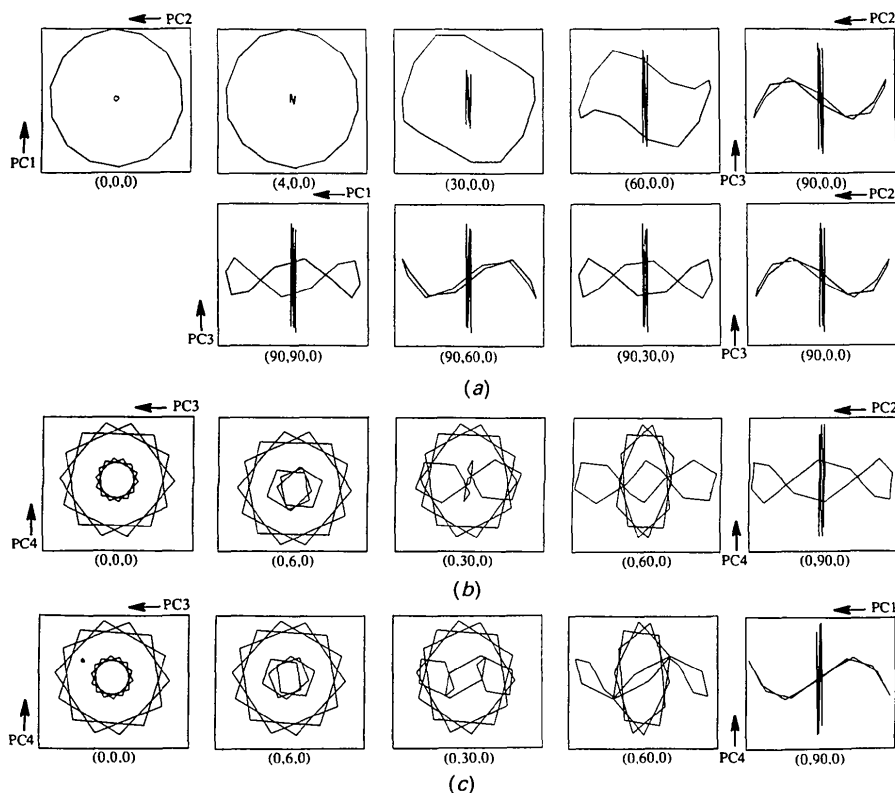 PC2 PC2
PC1 PC3
(0,0,0) (4,0,0) (30,0,0) (60,0,0) (90,0,0)
PC1 PC2
PC3 PC3
(90,90,0) (90,60,0) (90,30,0) (90,0,0)
(a)
PC3 PC2
PC4 PC4
(0,0,0) (0,6,0) (0,30,0) (0,60,0) (0,90,0)
(b)
PC3 PC1
PC4 PC4
(0,0,0) (0,6,0) (0,30,0) (0,60,0) (0,90,0)
(c)